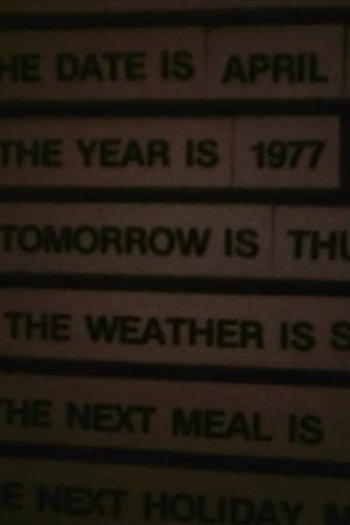 HE DATE IS APRIL
THE YEAR IS 1977
TOMORROW IS THU
THE WEATHER IS S
THE NEXT MEAL IS
E NEXT HOLIDAY